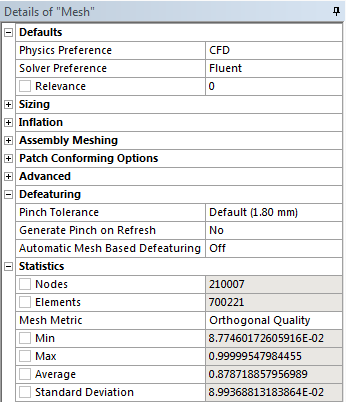 Details of "Mesh"
Defaults
Physics Preference CFD
Solver Preference Fluent
Relevance 0
Sizing
Inflation
Assembly Meshing
Patch Conforming Options
Advanced
Defeaturing
Pinch Tolerance Default (1.80 mm)
Generate Pinch on Refresh No
Automatic Mesh Based Defeaturing Off
Statistics
Nodes 210007
Elements 700221
Mesh Metric Orthogonal Quality
Min 8.77460172605916E-02
Max 0.99999547984455
Average 0.878718857956989
Standard Deviation 8.99368813183864E-02